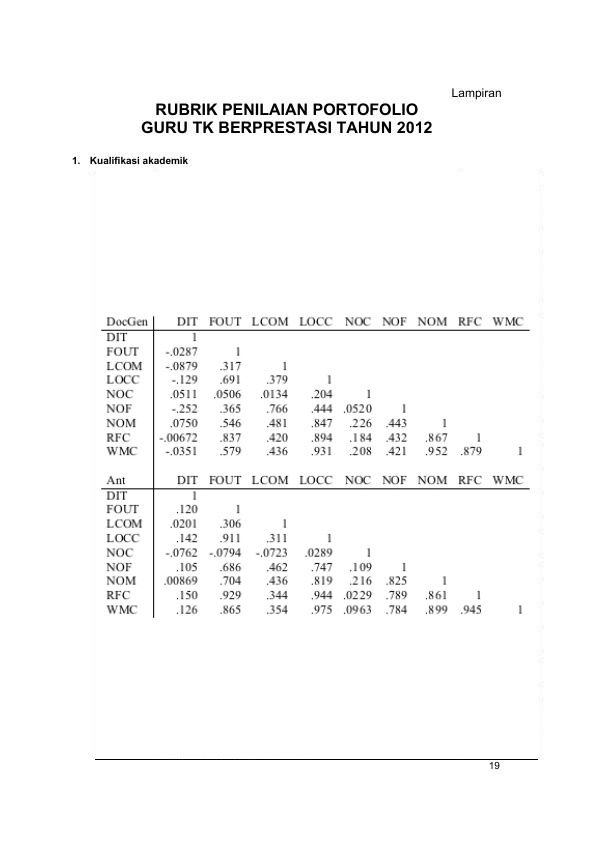 Lampiran
RUBRIK PENILAIAN PORTOFOLIO
GURU TK BERPRESTASI TAHUN 2012
1. Kualifikasi akademik
DocGen DIT FOUT LCOM LOCC NOC NOF NOM RFC WMC
DIT 1
FOUT -.0287 1
LCOM -.0879 .317 1
LOCC -.129 .691 .379 1
NOC .0511 .0506 .0134 .204 1
NOF -.252 .365 .766 .444 .0520 1
NOM .0750 .546 .481 .847 .226 .443 1
RFC -.00672 .837 .420 .894 .184 .432 .867 1
WMC -.0351 .579 .436 .931 .208 .421 .952 .879 1
Ant DIT FOUT LCOM LOCC NOC NOF NOM RFC WMC
DIT 1
FOUT .120 1
LCOM .0201 .306 1
LOCC .142 .911 .311 1
NOC -.0762 -.0794 -.0723 .0289 1
NOF .105 .686 .462 .747 .109 1
NOM .00869 .704 .436 .819 .216 .825 1
RFC .150 .929 .344 .944 .0229 .789 .861 1
WMC .126 .865 .354 .975 .0963 .784 .899 .945 1
19